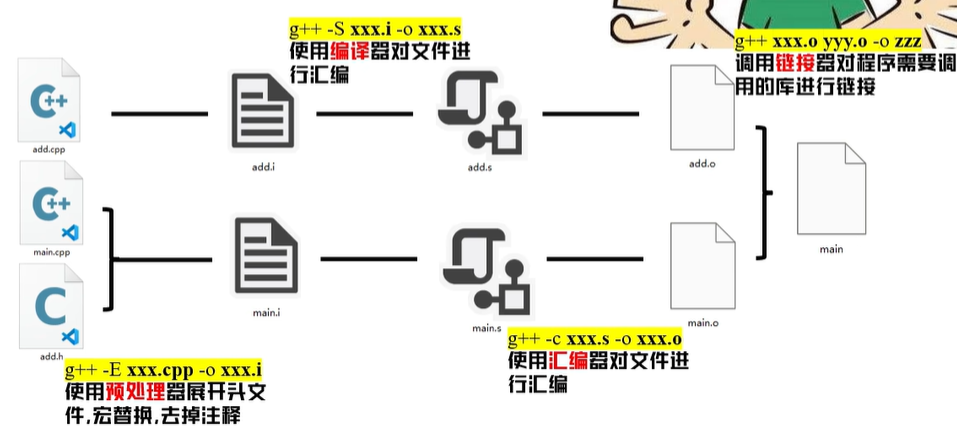 g++ -S xxx.i -o xxx.s
使用编译器对文件进
行汇编
g++ xxx.o yyy.o -o zzz
调用链接器对程序需要调
用的库进行链接
C++
add.cpp
add.i
add.s
add.o
C++
main.cpp
main
C
add.h
main.i
main.s
main.o
g++ -c xxx.s -o xxx.o
使用汇编器对文件进
行汇编
g++ -E xxx.cpp -o xxx.i
使用预处理器展开头文
件,宏替换,去掉注释